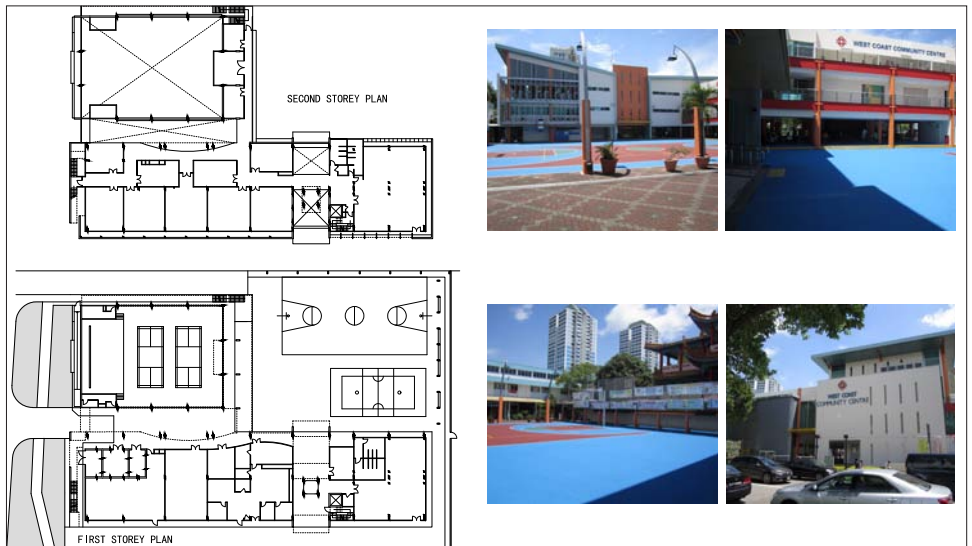 SECOND STOREY PLAN
WEST COAST COMMUNITY CENTRE
WEST COAST
COMMUNITY CENTRE
FIRST STOREY PLAN